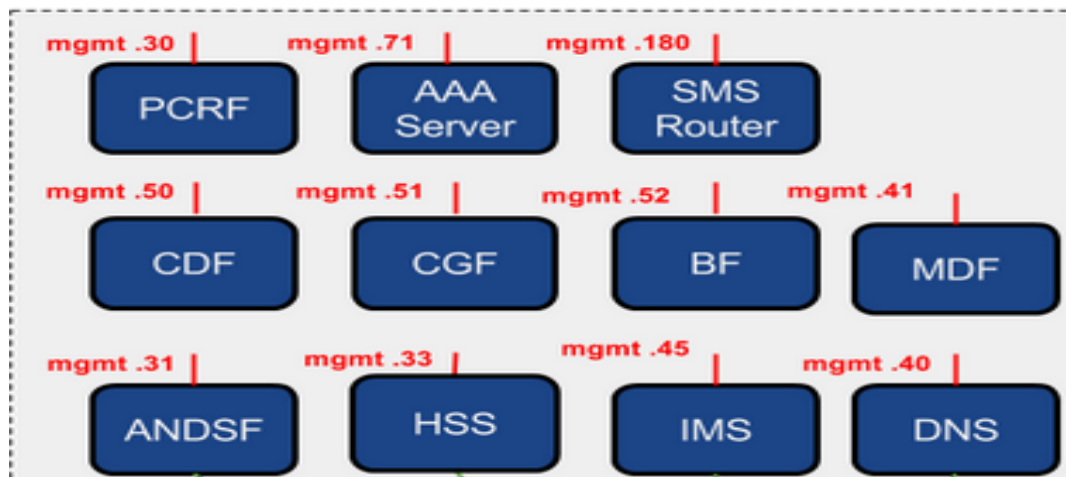 mgmt .30
mgmt .71
mgmt .180
PCRF
AAA
Server
SMS
Router
mgmt .50
mgmt .51
mgmt .52
mgmt .41
CDF
CGF
BF
MDF
mgmt .31
mgmt .33
mgmt .45
mgmt .40
ANDSF
HSS
IMS
DNS